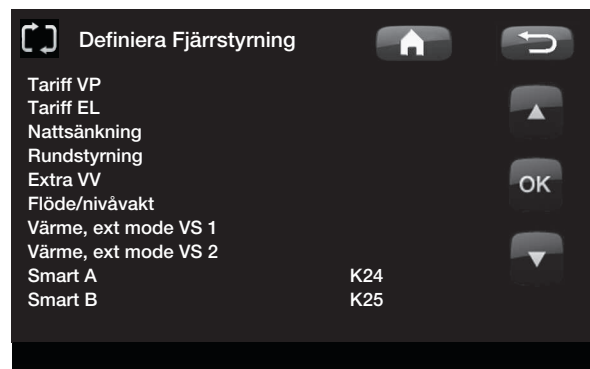 Definiera Fjärrstyrning
Tariff VP
Tariff EL
Nattsänkning
Rundstyrning
Extra VV
OK
Flöde/nivåvakt
Värme, ext mode VS 1
Värme, ext mode VS 2
Smart A K24
Smart B K25